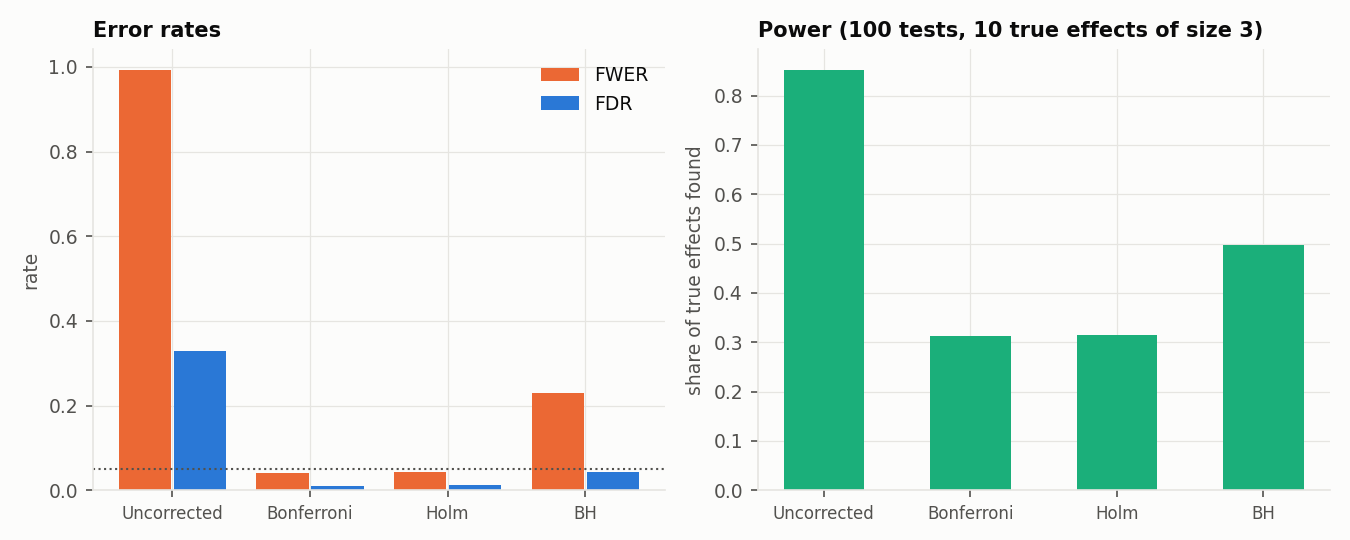 Error rates
1.0
0.8
0.6
0.4
0.2
0.0
rate
FWER
FDR
Uncorrected
Bonferroni
Holm
BH
Power (100 tests, 10 true effects of size 3)
0.8
0.7
0.6
0.5
0.4
0.3
0.2
0.1
0.0
share of true effects found
Uncorrected
Bonferroni
Holm
BH